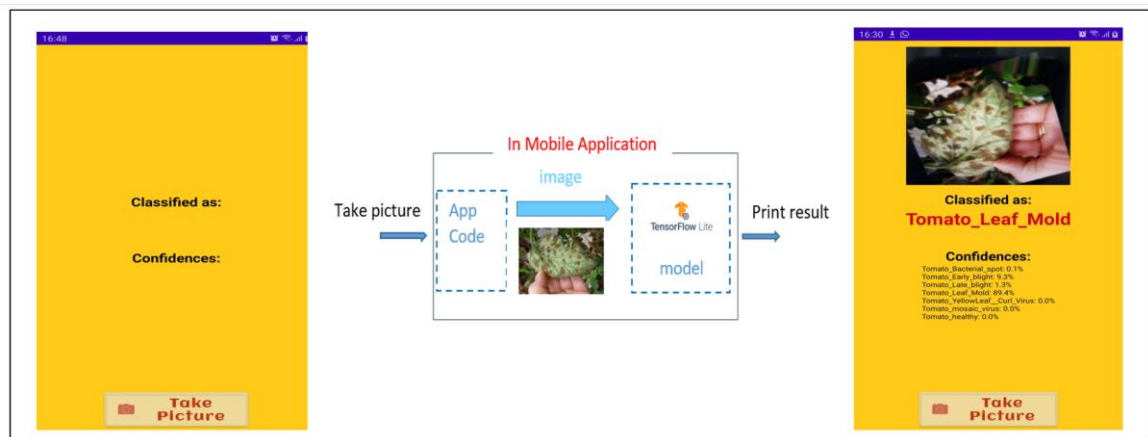 16:48
Classified as:
Confidences:
Take
Picture
Take picture
In Mobile Application
image
App
Code
TensorFlow Lite
model
Print result
16:30
Classified as:
Tomato_Leaf_Mold
Confidences:
Tomato_Bacterial_spot: 0.1%
Tomato_Early_blight: 9.3%
Tomato_Late_blight: 1.3%
Tomato_Leaf_Mold: 89.4%
Tomato_YellowLeaf__Curl_Virus: 0.0%
Tomato_mosaic_virus: 0.0%
Tomato_healthy: 0.0%
Take
Picture